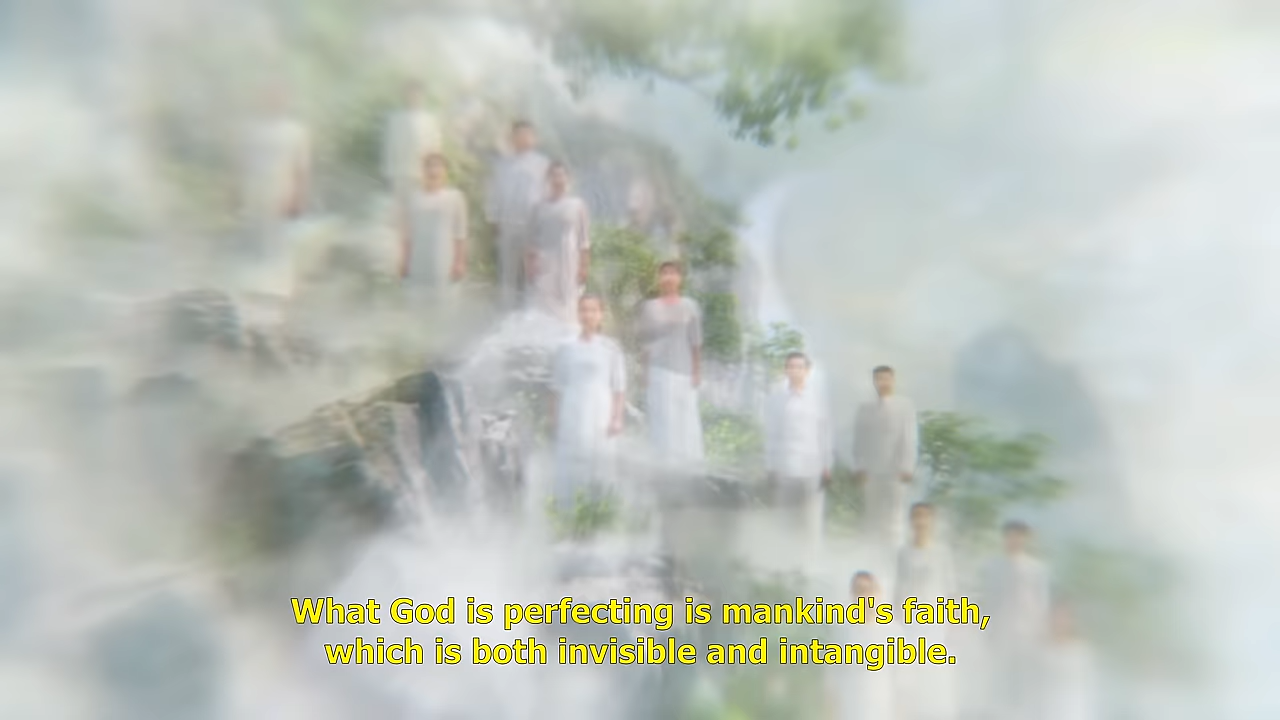 What God is perfecting is mankind's faith,
which is both invisible and intangible.